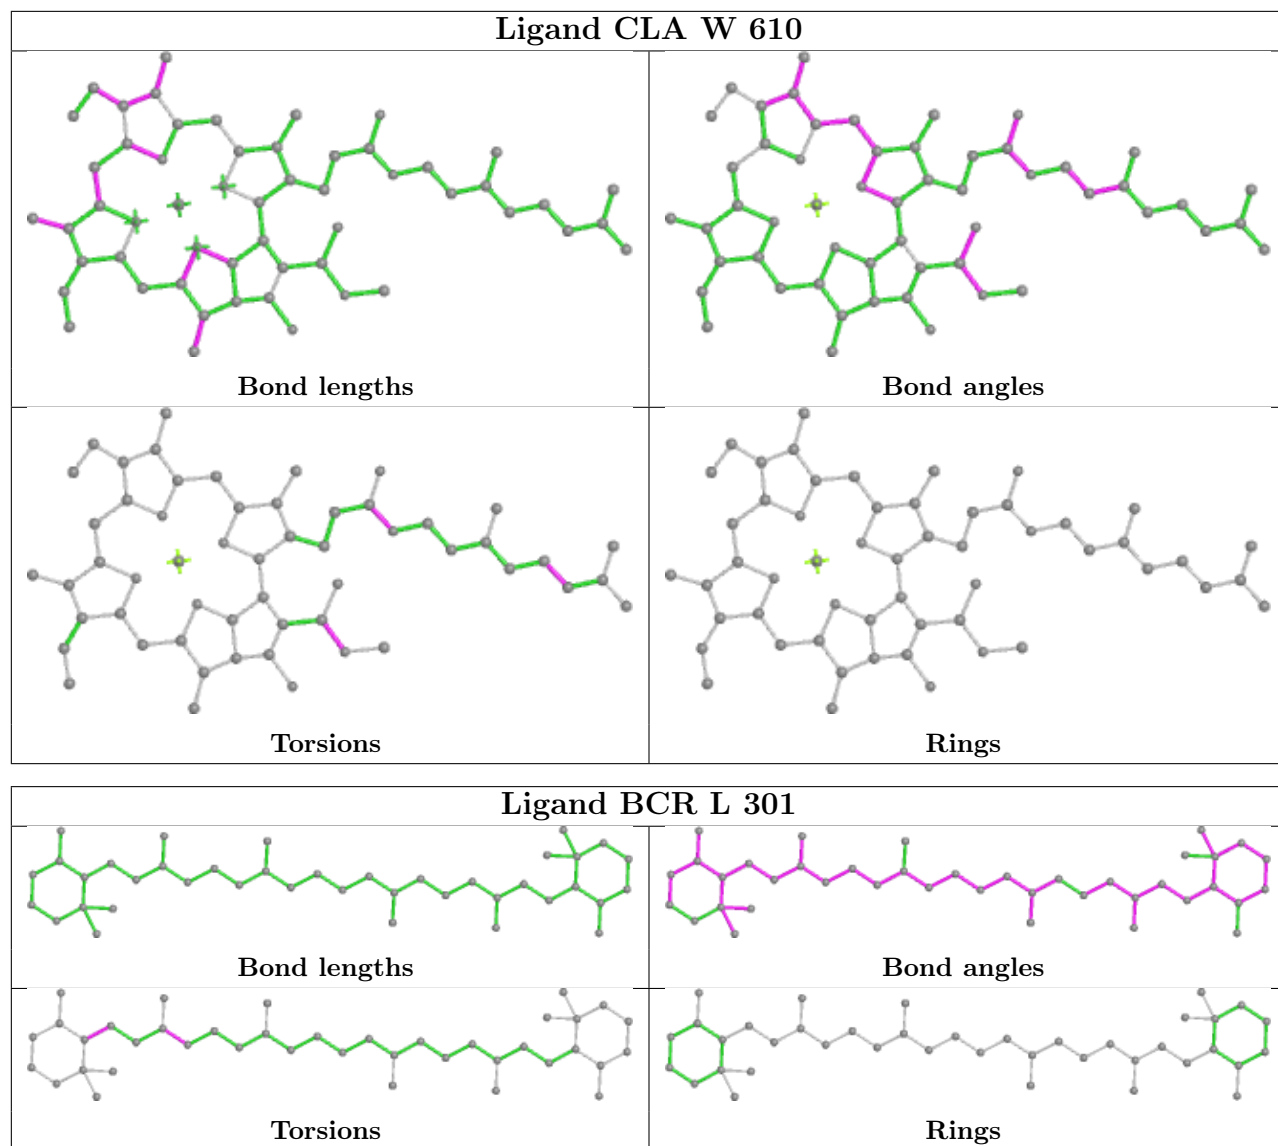 Ligand CLA W 610
Bond lengths
Bond angles
Torsions
Rings
Ligand BCR L 301
Bond lengths
Bond angles
Torsions
Rings